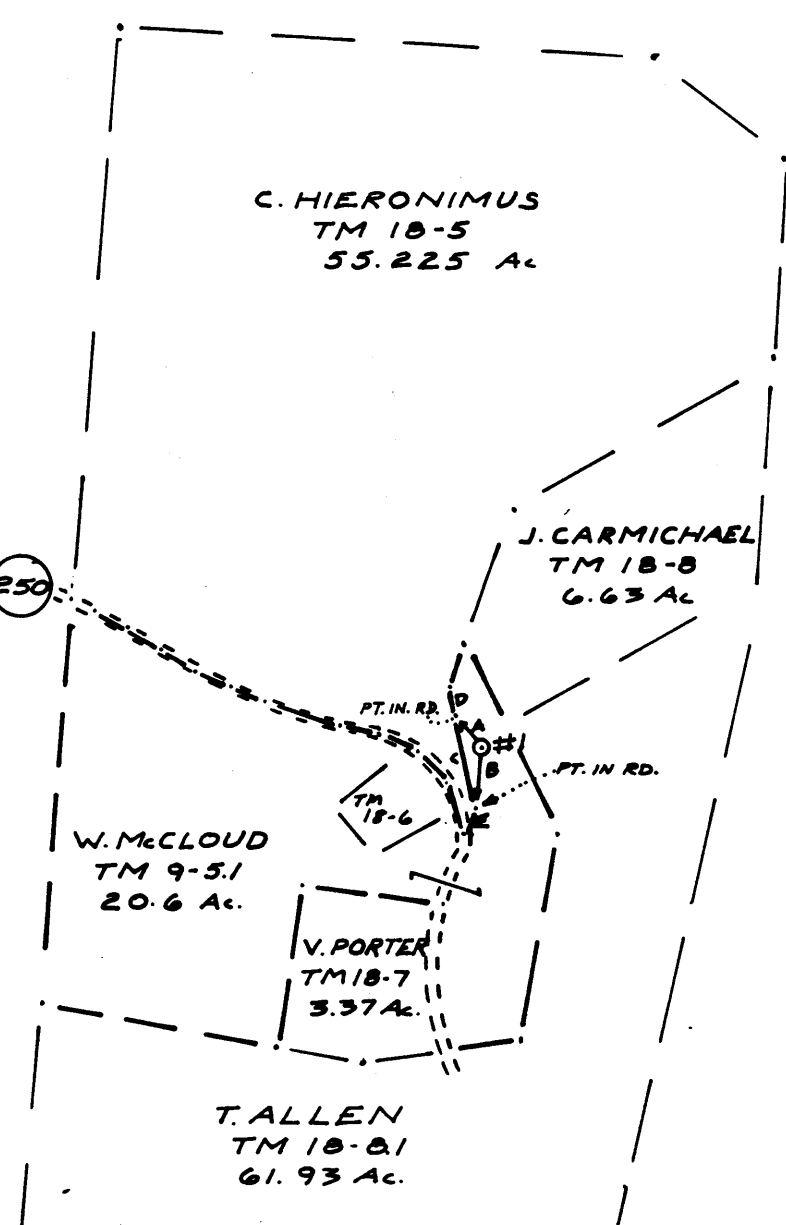 C. HIERONIMUS
TM 18-5
55.225 Ac
J. CARMICHAEL
TM 18-8
6.63 Ac
250
D
PT. IN. RD.
A
#1
C
B
PT. IN RD.
TM
18-6
E
W. McCLOUD
TM 9-5.1
20.6 Ac.
V. PORTER
TM 18-7
3.37 Ac.
T. ALLEN
TM 18-8.1
61.93 Ac.